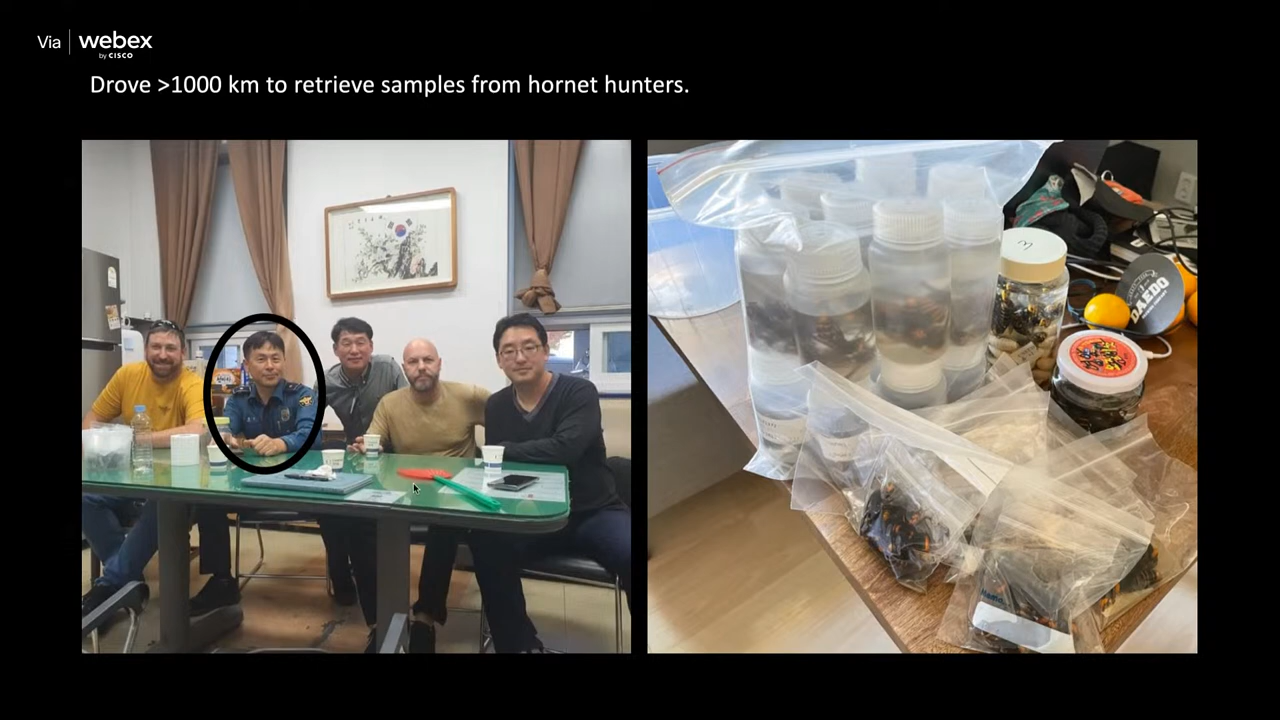 Via
webex
by CISCO
Drove >1000 km to retrieve samples from hornet hunters.
M
DAEDO